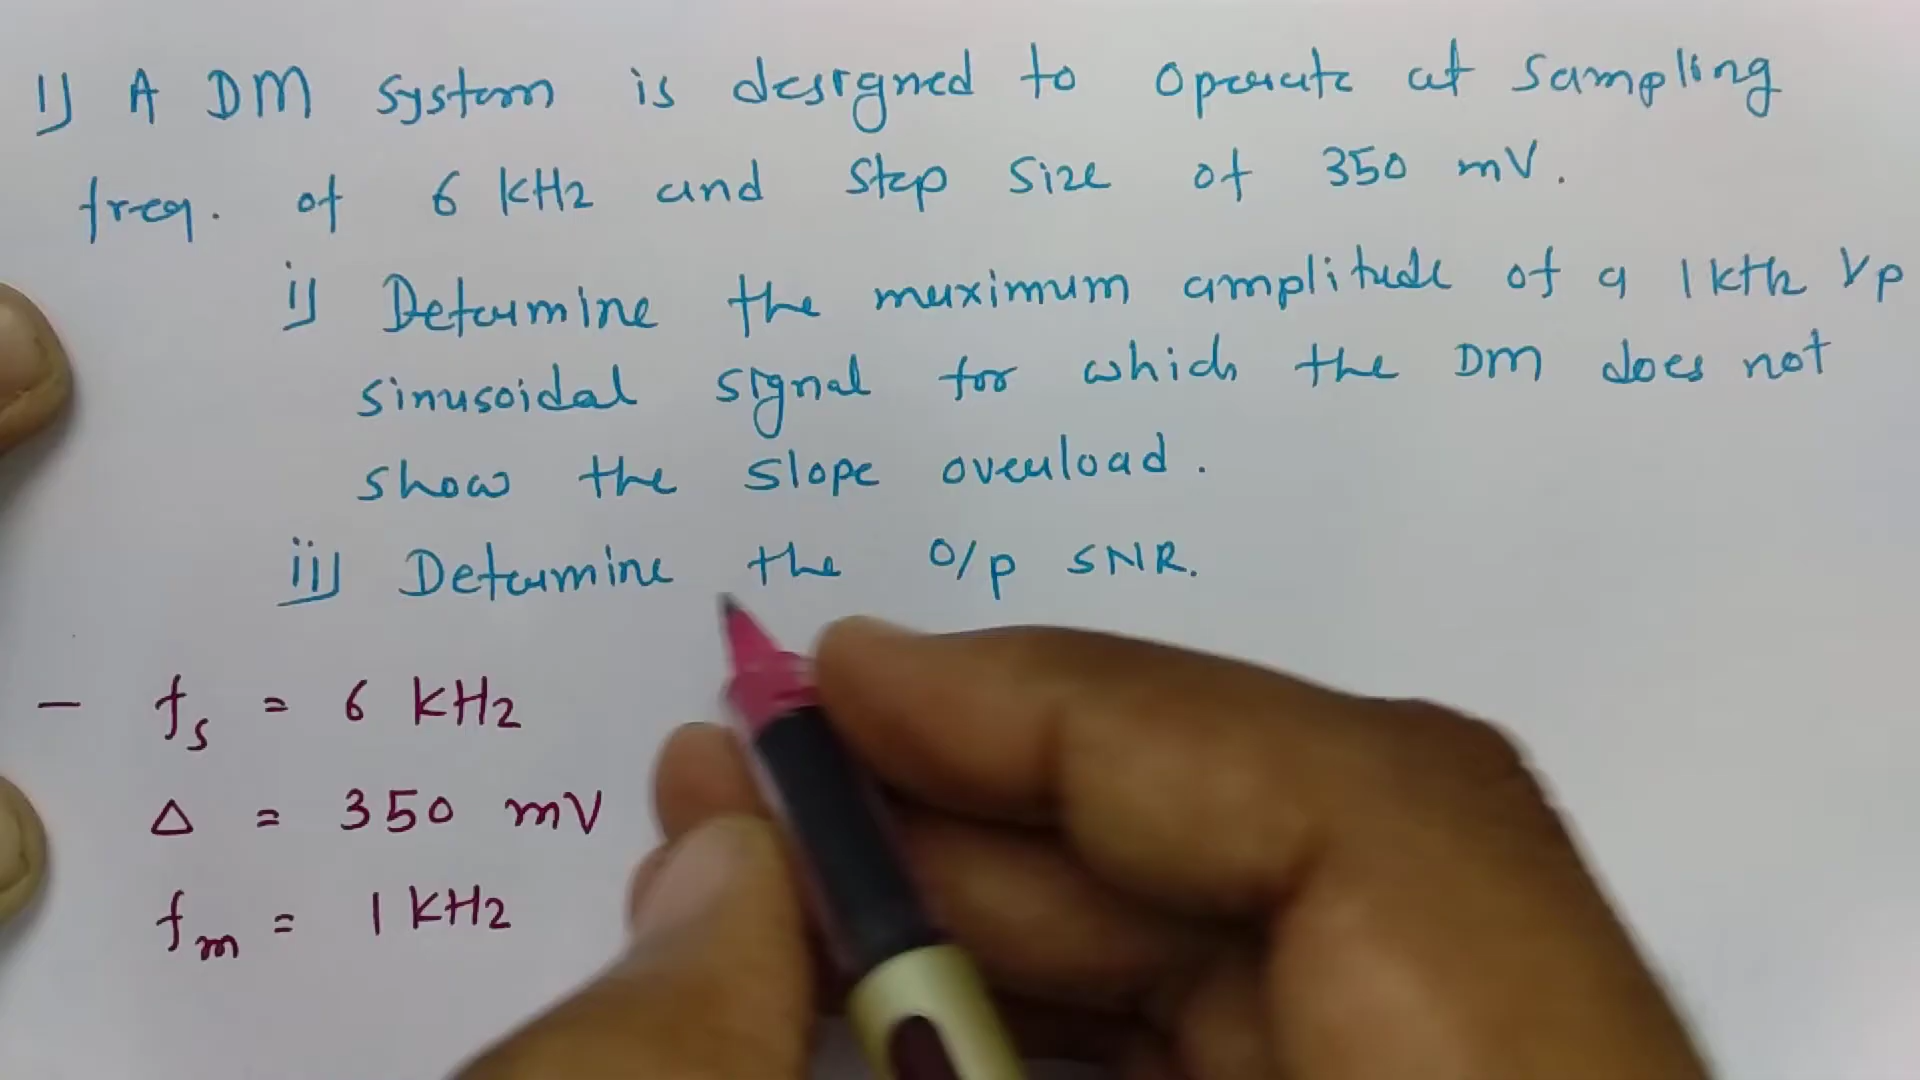 1) A DM system is designed to operate at sampling
freq. of 6 kHz and step size of 350 mV.
i) Determine the maximum amplitude of a 1 kHz i/p
sinusoidal signal for which the DM does not
show the slope overload.
ii) Determine the o/p SNR.
— fs = 6 kHz
Δ = 350 mV
fm = 1 kHz